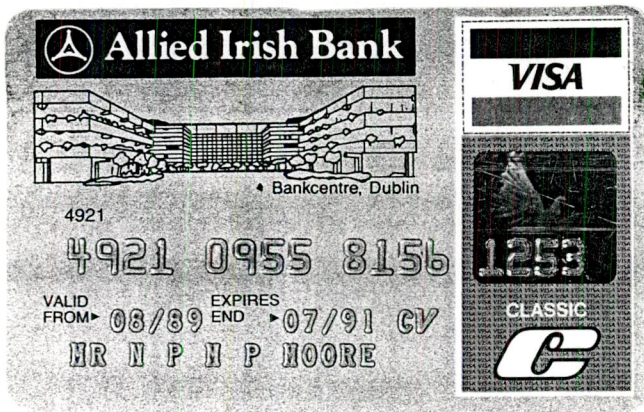 Allied Irish Bank
VISA
Bankcentre, Dublin
4921
4921 0955 8156 1253
VALID FROM▸ 08/89 EXPIRES END ▸07/91 CV
MR N P N P MOORE
CLASSIC